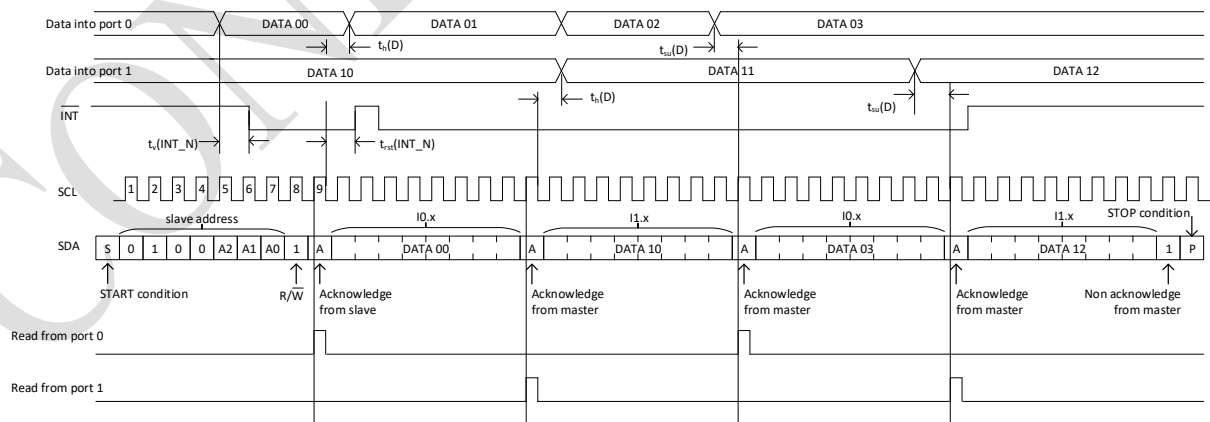 Data into port 0
DATA 00
DATA 01
DATA 02
DATA 03
th(D)
tsu(D)
Data into port 1
DATA 10
DATA 11
DATA 12
th(D)
tsu(D)
INT
tv(INT_N)
trst(INT_N)
SCL
1 2 3 4 5 6 7 8 9
slave address
I0.x
I1.x
I0.x
I1.x
STOP condition
SDA
S 0 1 0 0 A2 A1 A0 1 A DATA 00 A DATA 10 A DATA 03 A DATA 12 1 P
START condition
R/W
Acknowledge
from slave
Acknowledge
from master
Acknowledge
from master
Acknowledge
from master
Non acknowledge
from master
Read from port 0
Read from port 1